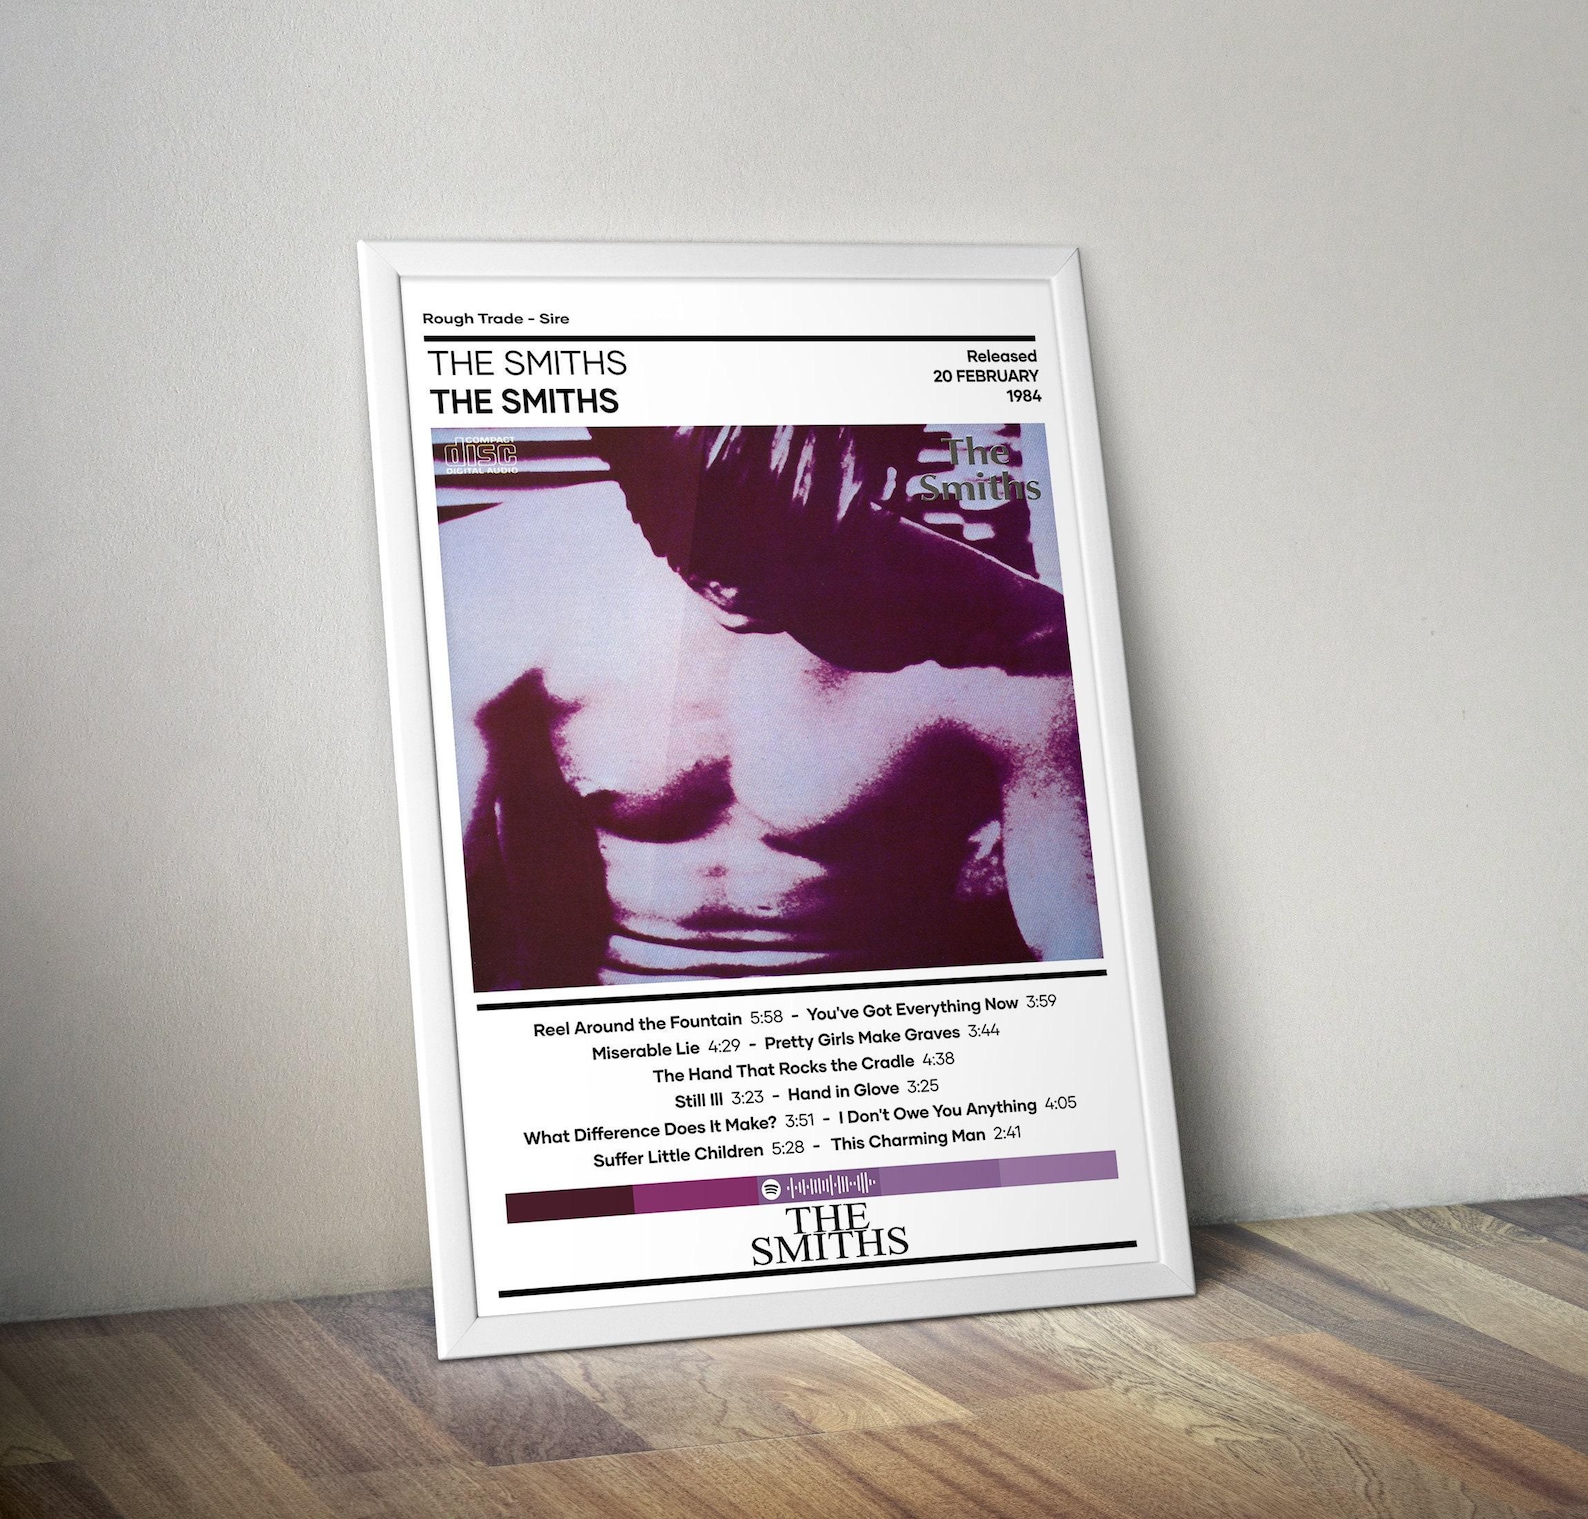 Rough Trade - Sire
THE SMITHS
THE SMITHS
Released
20 FEBRUARY
1984
COMPACT
disc
DIGITAL AUDIO
The
Smiths
Reel Around the Fountain 5:58 - You've Got Everything Now 3:59
Miserable Lie 4:29 - Pretty Girls Make Graves 3:44
The Hand That Rocks the Cradle 4:38
Still Ill 3:23 - Hand in Glove 3:25
What Difference Does It Make? 3:51 - I Don't Owe You Anything 4:05
Suffer Little Children 5:28 - This Charming Man 2:41
THE
SMITHS